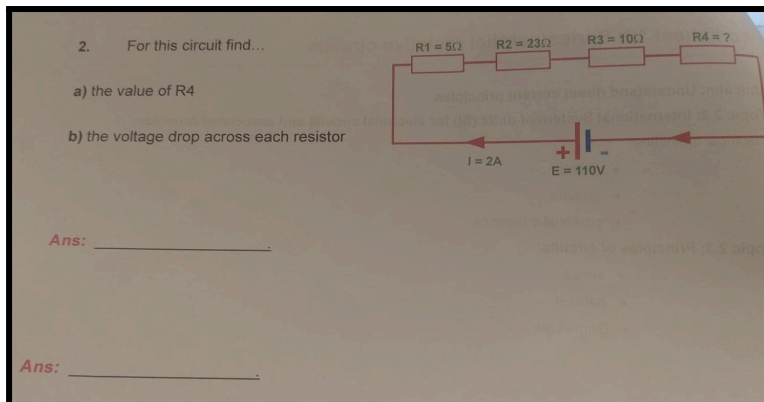 2. For this circuit find...
R1 = 5Ω R2 = 23Ω R3 = 10Ω R4 = ?
a) the value of R4
b) the voltage drop across each resistor
I = 2A
+ -
E = 110V
Ans:
Ans: